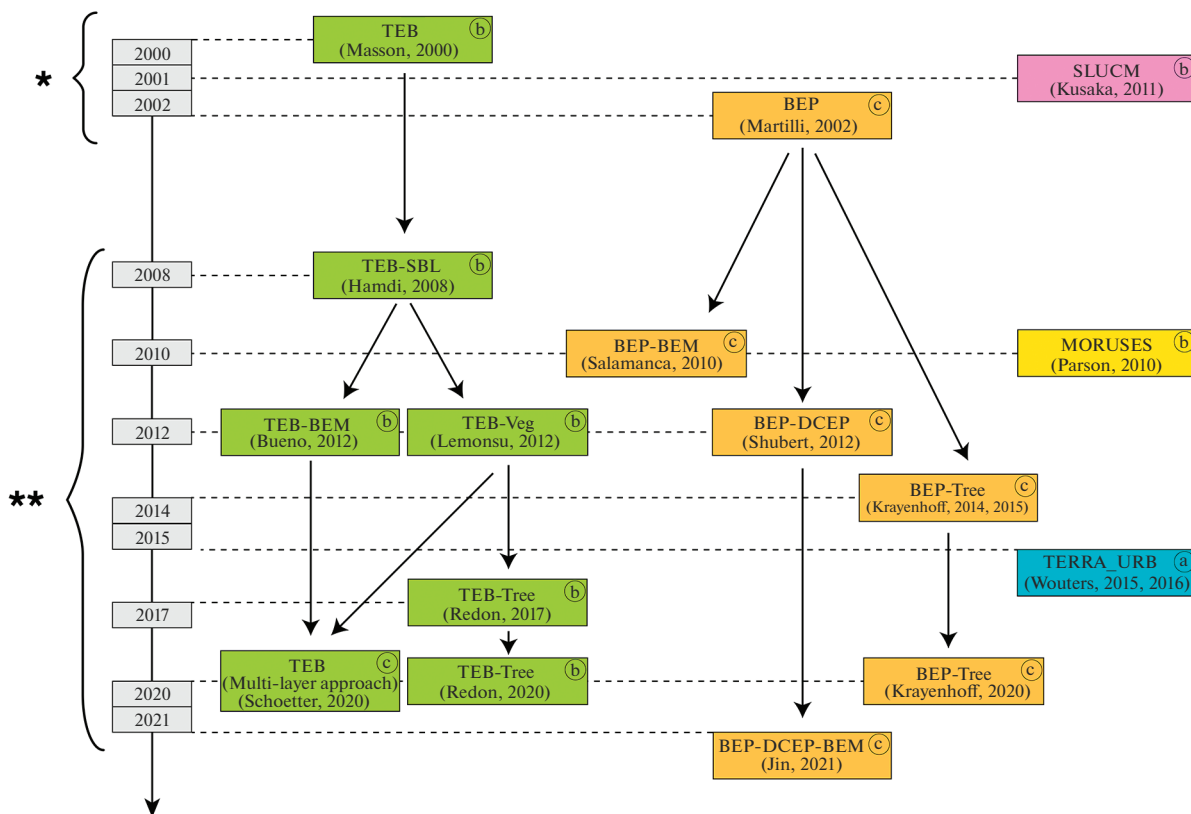 TEB b
(Masson, 2000)
*
2000
2001
2002
SLUCM b
(Kusaka, 2011)
BEP c
(Martilli, 2002)
2008
TEB-SBL b
(Hamdi, 2008)
2010
BEP-BEM c
(Salamanca, 2010)
MORUSES b
(Parson, 2010)
2012
TEB-BEM b
(Bueno, 2012)
TEB-Veg b
(Lemonsu, 2012)
BEP-DCEP c
(Shubert, 2012)
**
2014
2015
BEP-Tree c
(Krayenhoff, 2014, 2015)
TERRA_URB a
(Wouters, 2015, 2016)
2017
TEB-Tree b
(Redon, 2017)
2020
2021
TEB c
(Multi-layer approach)
(Schoetter, 2020)
TEB-Tree b
(Redon, 2020)
BEP-Tree c
(Krayenhoff, 2020)
BEP-DCEP-BEM c
(Jin, 2021)